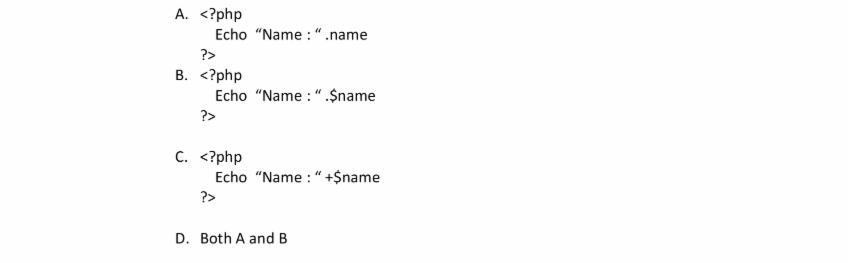 A. <?php
Echo “Name : “ .name
?>
B. <?php
Echo “Name : “ .$name
?>
C. <?php
Echo “Name : “ +$name
?>
D. Both A and B